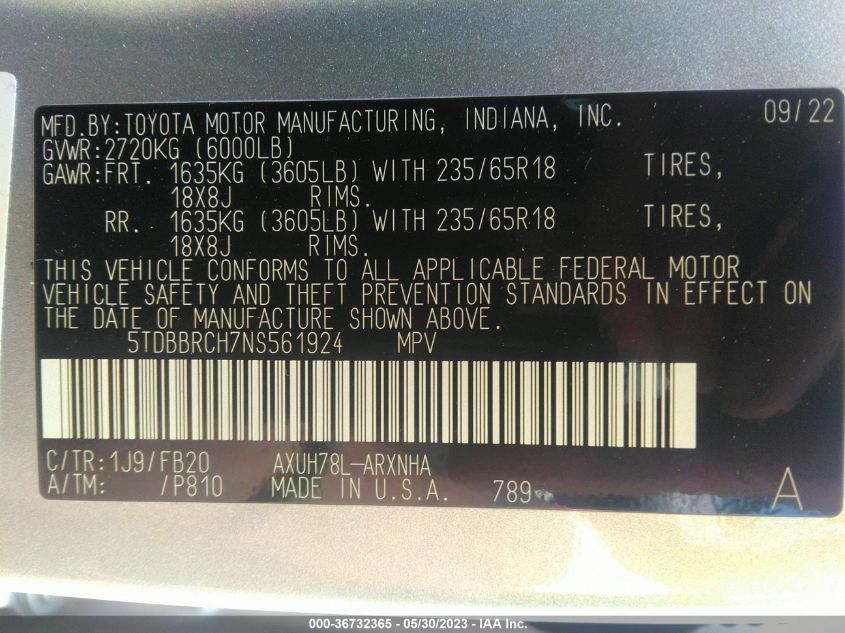 MFD.BY:TOYOTA MOTOR MANUFACTURING, INDIANA, INC. 09/22
GVWR:2720KG (6000LB)
GAWR:FRT. 1635KG (3605LB) WITH 235/65R18 TIRES,
18X8J RIMS.
RR. 1635KG (3605LB) WITH 235/65R18 TIRES,
18X8J RIMS.
THIS VEHICLE CONFORMS TO ALL APPLICABLE FEDERAL MOTOR
VEHICLE SAFETY AND THEFT PREVENTION STANDARDS IN EFFECT ON
THE DATE OF MANUFACTURE SHOWN ABOVE.
5TDBBRCH7NS561924 MPV
C/TR:1J9/FB20 AXUH78L-ARXNHA
A/TM: /P810 MADE IN U.S.A. 789 A
000-36732365 - 05/30/2023 - IAA Inc.